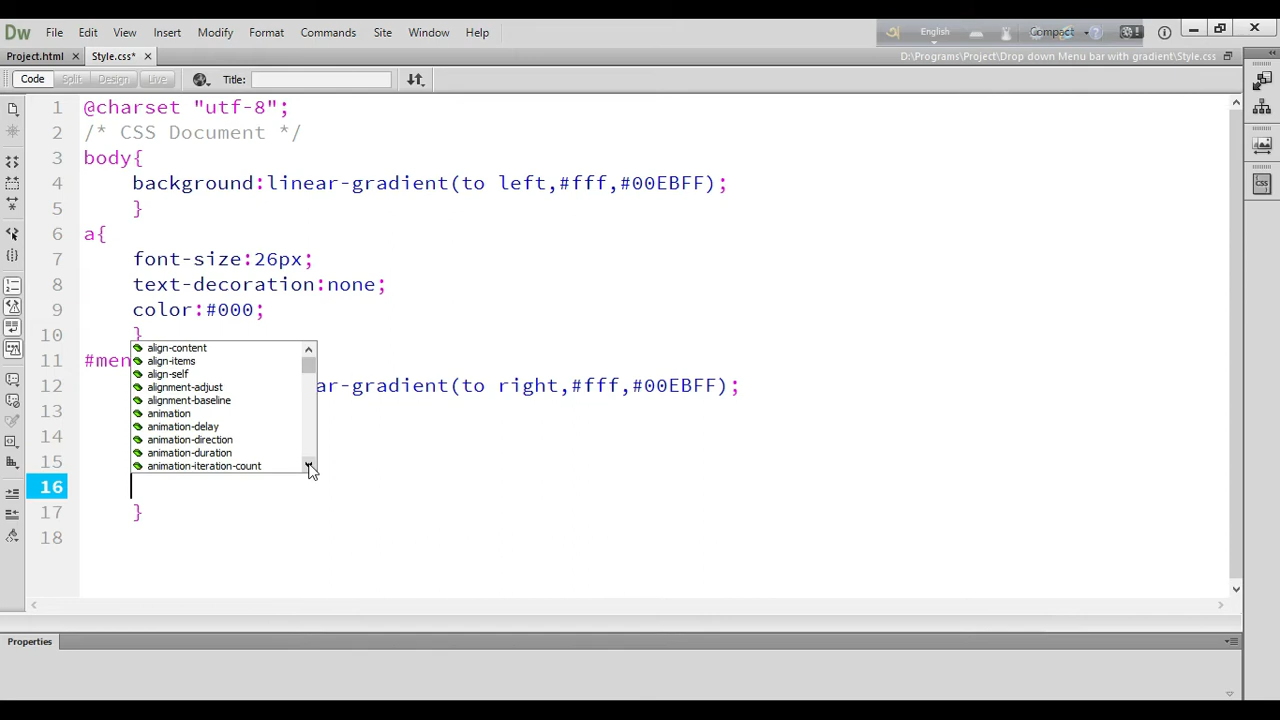 Dw File Edit View Insert Modify Format Commands Site Window Help English Compact
Project.html Style.css* D:\Programs\Project\Drop down Menu bar with gradient\Style.css
Code Split Design Live Title:
1 @charset "utf-8";
2 /* CSS Document */
3 body{
4 background:linear-gradient(to left,#fff,#00EBFF);
5 }
6 a{
7 font-size:26px;
8 text-decoration:none;
9 color:#000;
10 }
11 #men
12 ar-gradient(to right,#fff,#00EBFF);
13
14
15
16
17 }
18
align-content
align-items
align-self
alignment-adjust
alignment-baseline
animation
animation-delay
animation-direction
animation-duration
animation-iteration-count
Properties